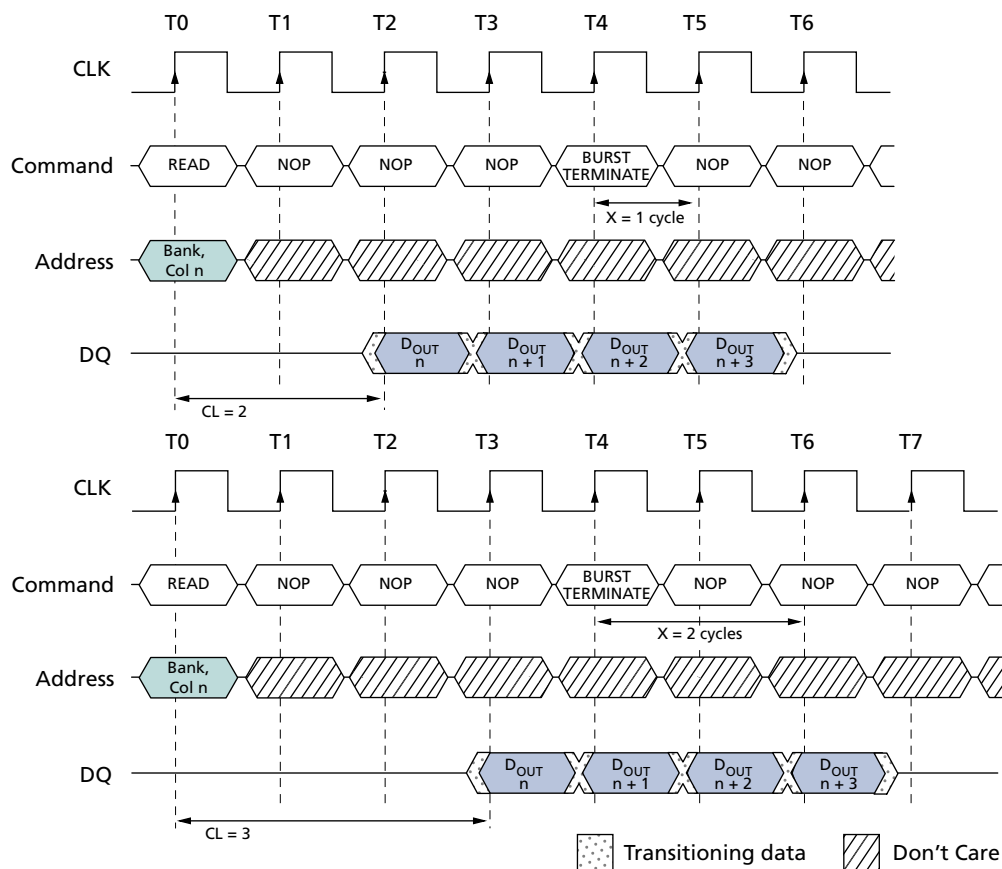 T0 T1 T2 T3 T4 T5 T6
CLK
Command READ NOP NOP NOP BURST TERMINATE NOP NOP
X = 1 cycle
Address Bank, Col n
DQ DOUT n DOUT n + 1 DOUT n + 2 DOUT n + 3
CL = 2
T0 T1 T2 T3 T4 T5 T6 T7
CLK
Command READ NOP NOP NOP BURST TERMINATE NOP NOP NOP
X = 2 cycles
Address Bank, Col n
DQ DOUT n DOUT n + 1 DOUT n + 2 DOUT n + 3
CL = 3
Transitioning data Don't Care